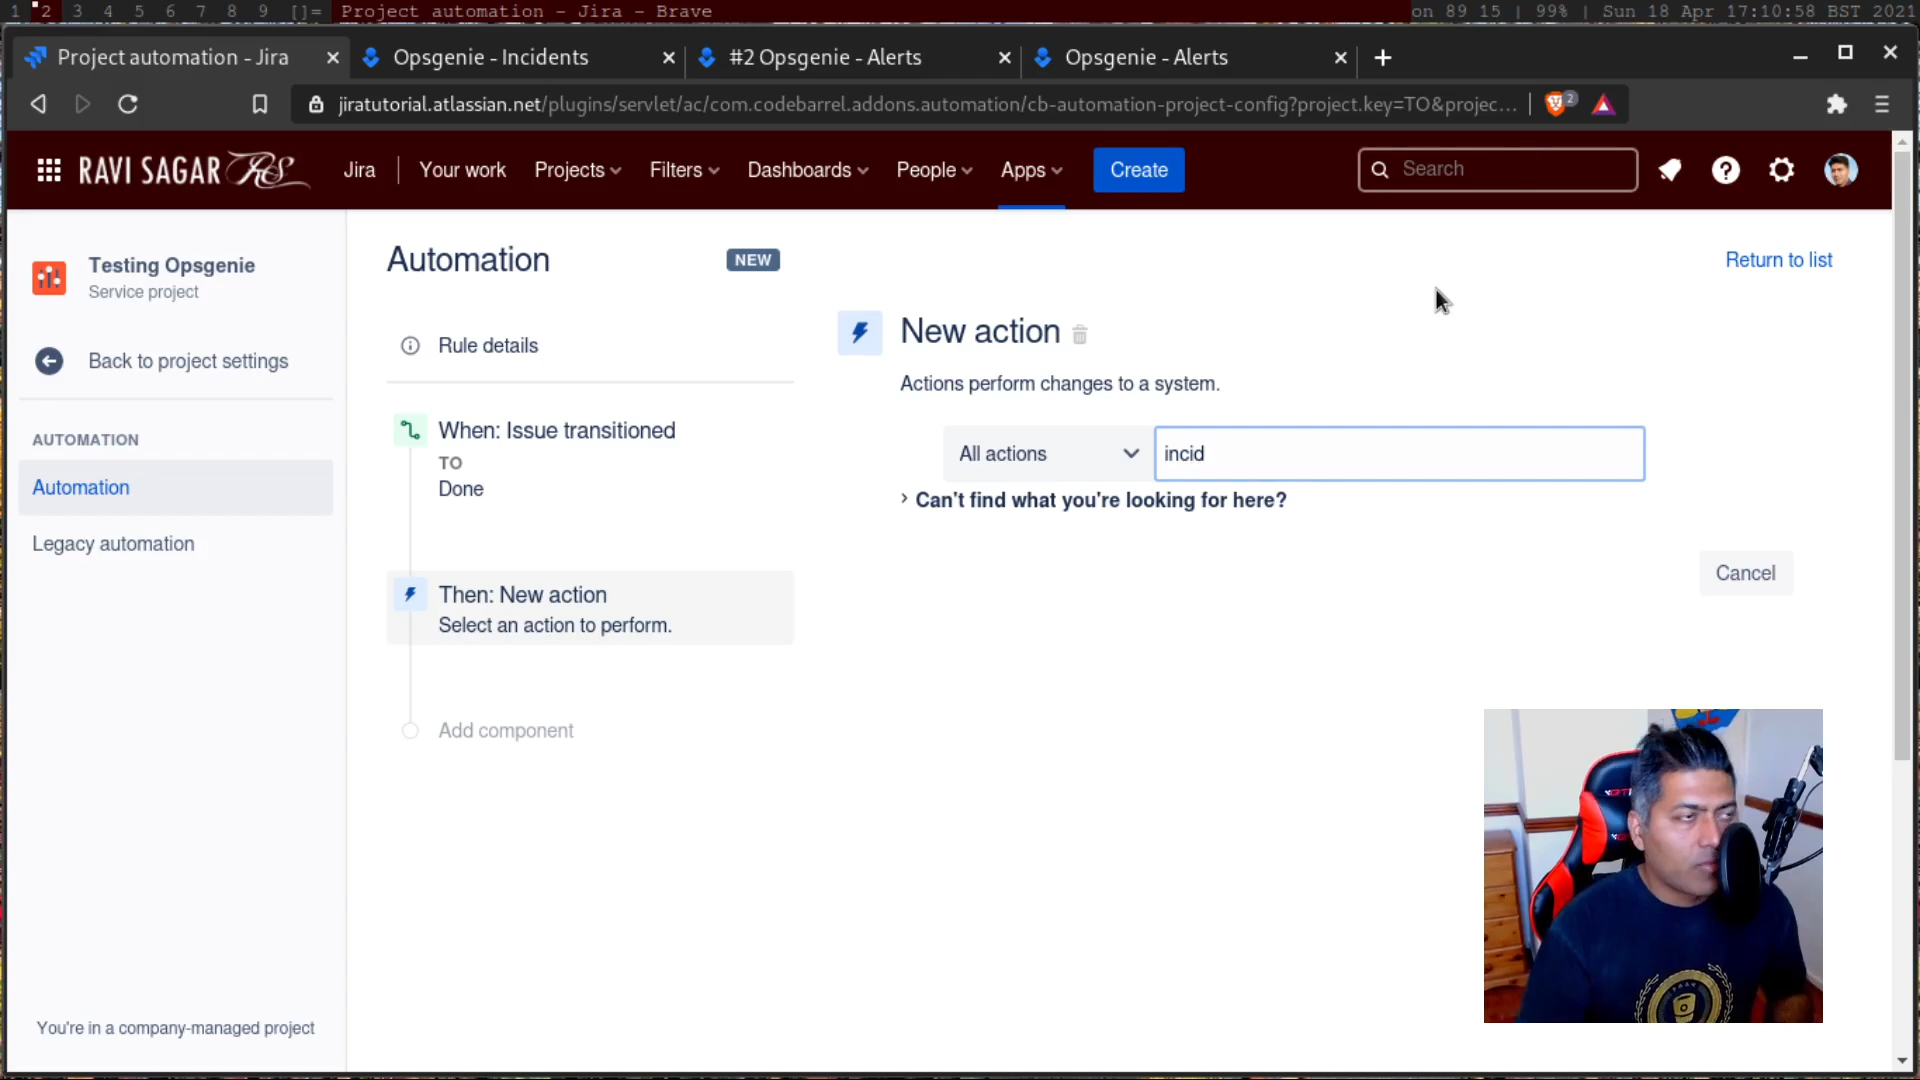 1 2 3 4 5 6 7 8 9 []= Project automation - Jira - Brave on 89 15 | 99% | Sun 18 Apr 17:10:58 BST 2021
Project automation - Jira
Opsgenie - Incidents
#2 Opsgenie - Alerts
Opsgenie - Alerts
jiratutorial.atlassian.net/plugins/servlet/ac/com.codebarrel.addons.automation/cb-automation-project-config?project.key=TO&projec...
2
RAVI SAGAR RS
Jira
Your work
Projects
Filters
Dashboards
People
Apps
Create
Search
Testing Opsgenie
Service project
Back to project settings
AUTOMATION
Automation
Legacy automation
You're in a company-managed project
Automation
NEW
Return to list
Rule details
When: Issue transitioned
TO
Done
Then: New action
Select an action to perform.
Add component
New action
Actions perform changes to a system.
All actions
incid
Can't find what you're looking for here?
Cancel